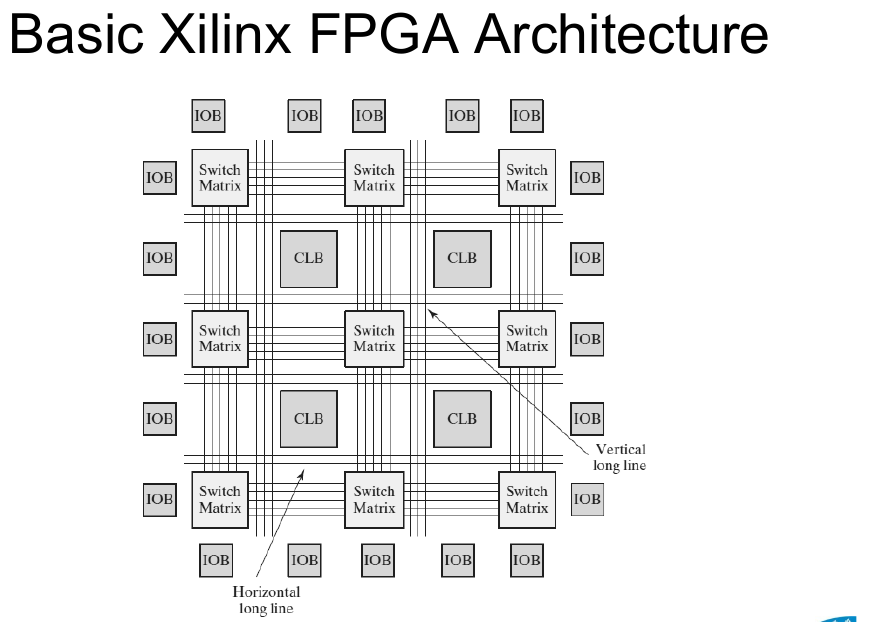 Basic Xilinx FPGA Architecture
IOB IOB IOB IOB IOB
IOB Switch Matrix Switch Matrix Switch Matrix IOB
IOB CLB CLB IOB
IOB Switch Matrix Switch Matrix Switch Matrix IOB
IOB CLB CLB IOB
Vertical
long line
IOB Switch Matrix Switch Matrix Switch Matrix IOB
IOB IOB IOB IOB IOB
Horizontal
long line